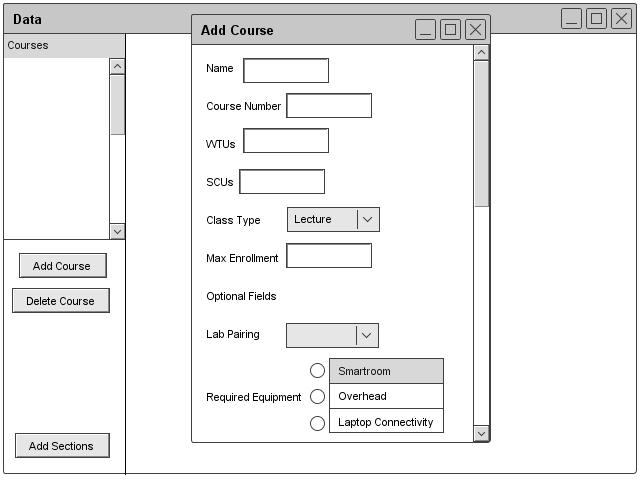 Data
Courses
Add Course
Delete Course
Add Sections
Add Course
Name
Course Number
WTUs
SCUs
Class Type
Lecture
Max Enrollment
Optional Fields
Lab Pairing
Required Equipment
Smartroom
Overhead
Laptop Connectivity